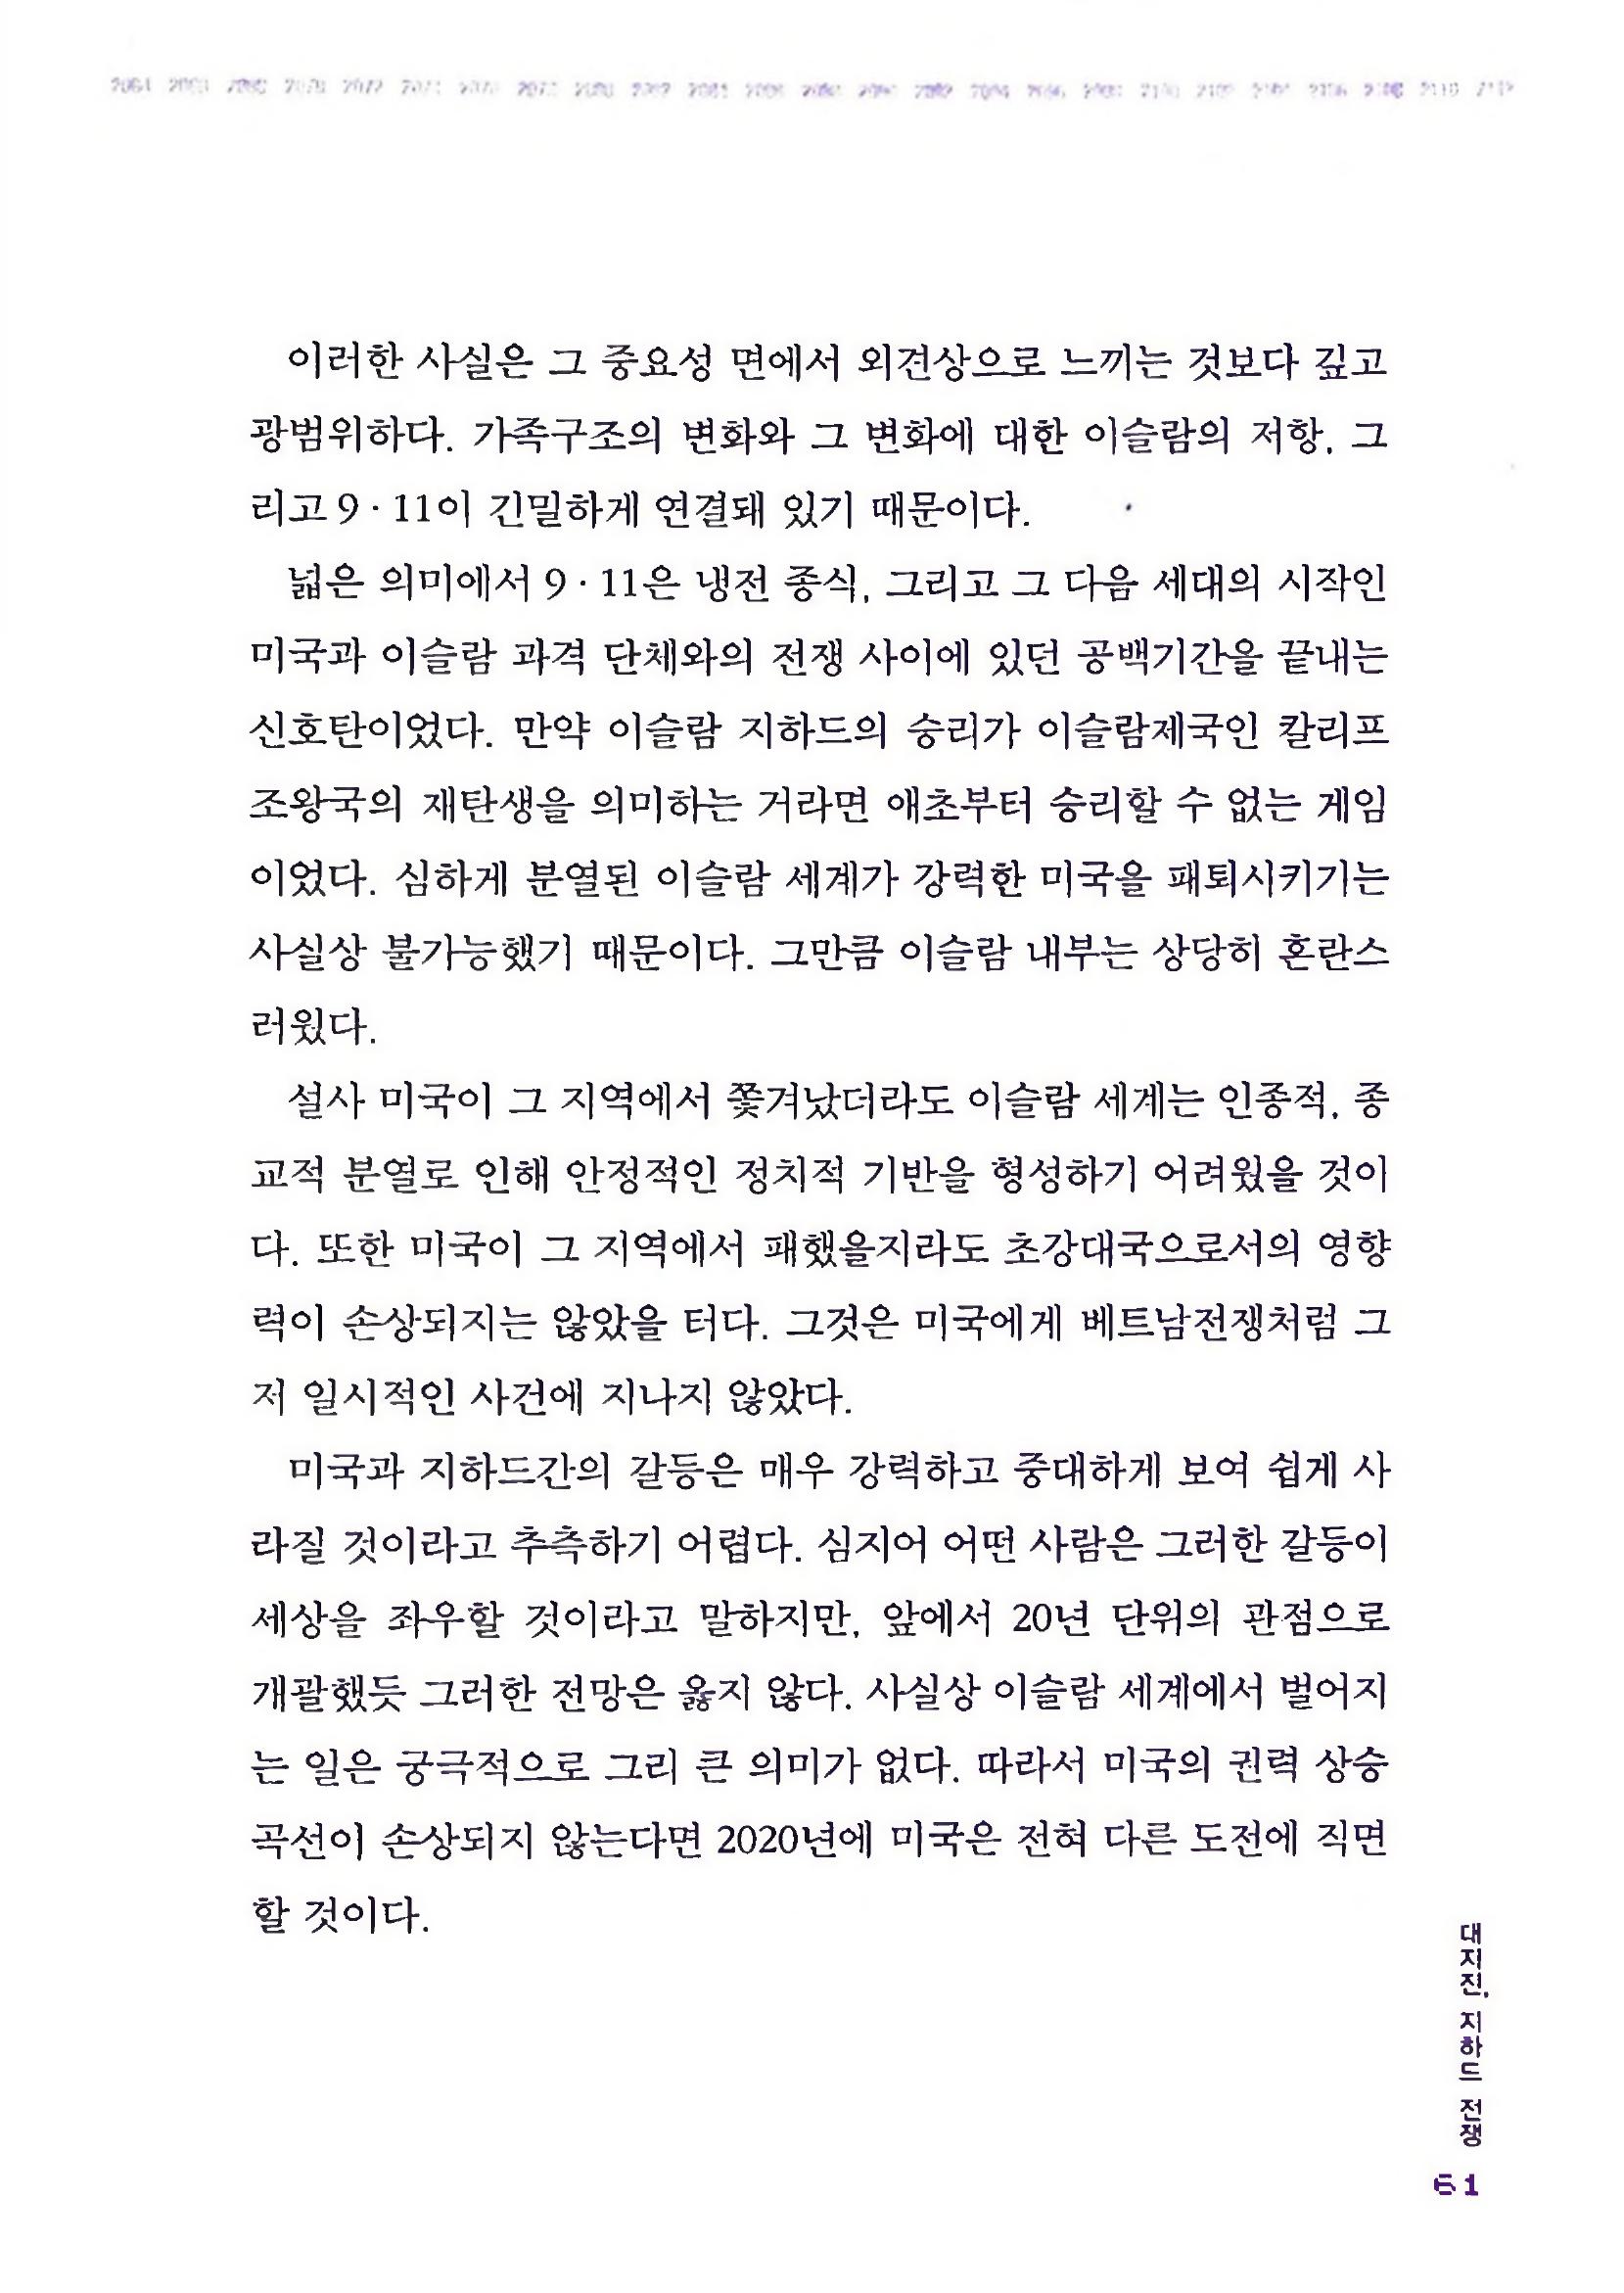 이러한 사실은 그 중요성 면에서 외견상으로 느끼는 것보다 깊고
광범위하다. 가족구조의 변화와 그 변화에 대한 이슬람의 저항, 그
리고 9·11이 긴밀하게 연결돼 있기 때문이다.
넓은 의미에서 9·11은 냉전 종식, 그리고 그 다음 세대의 시작인
미국과 이슬람 과격 단체와의 전쟁 사이에 있던 공백기간을 끝내는
신호탄이었다. 만약 이슬람 지하드의 승리가 이슬람제국인 칼리프
조왕국의 재탄생을 의미하는 거라면 애초부터 승리할 수 없는 게임
이었다. 심하게 분열된 이슬람 세계가 강력한 미국을 패퇴시키기는
사실상 불가능했기 때문이다. 그만큼 이슬람 내부는 상당히 혼란스
러웠다.
설사 미국이 그 지역에서 쫓겨났더라도 이슬람 세계는 인종적, 종
교적 분열로 인해 안정적인 정치적 기반을 형성하기 어려웠을 것이
다. 또한 미국이 그 지역에서 패했을지라도 초강대국으로서의 영향
력이 손상되지는 않았을 터다. 그것은 미국에게 베트남전쟁처럼 그
저 일시적인 사건에 지나지 않았다.
미국과 지하드간의 갈등은 매우 강력하고 중대하게 보여 쉽게 사
라질 것이라고 추측하기 어렵다. 심지어 어떤 사람은 그러한 갈등이
세상을 좌우할 것이라고 말하지만, 앞에서 20년 단위의 관점으로
개괄했듯 그러한 전망은 옳지 않다. 사실상 이슬람 세계에서 벌어지
는 일은 궁극적으로 그리 큰 의미가 없다. 따라서 미국의 권력 상승
곡선이 손상되지 않는다면 2020년에 미국은 전혀 다른 도전에 직면
할 것이다.
대지진, 지하드 전쟁
61